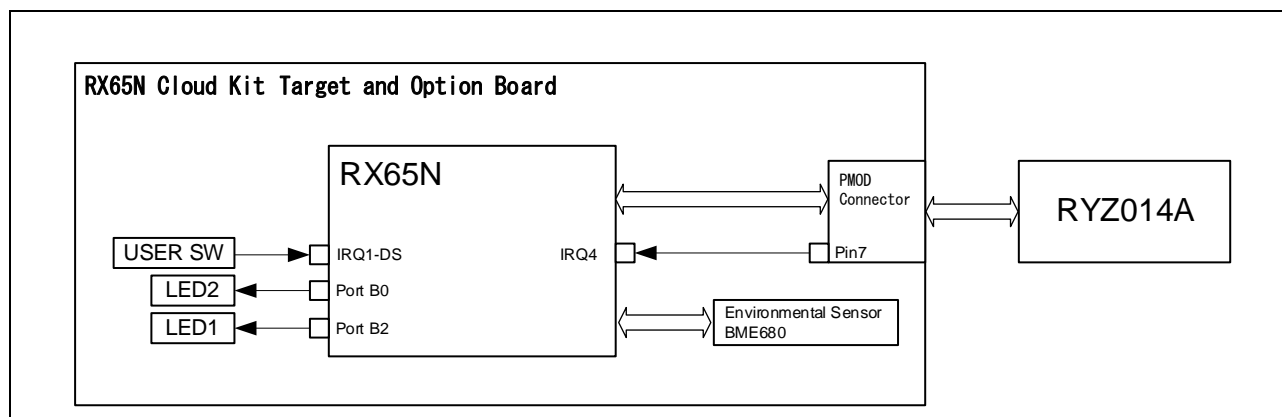 RX65N Cloud Kit Target and Option Board
RX65N
PMOD
Connector
RYZ014A
USER SW
IRQ1-DS
IRQ4
Pin7
LED2
Port B0
LED1
Port B2
Environmental Sensor
BME680